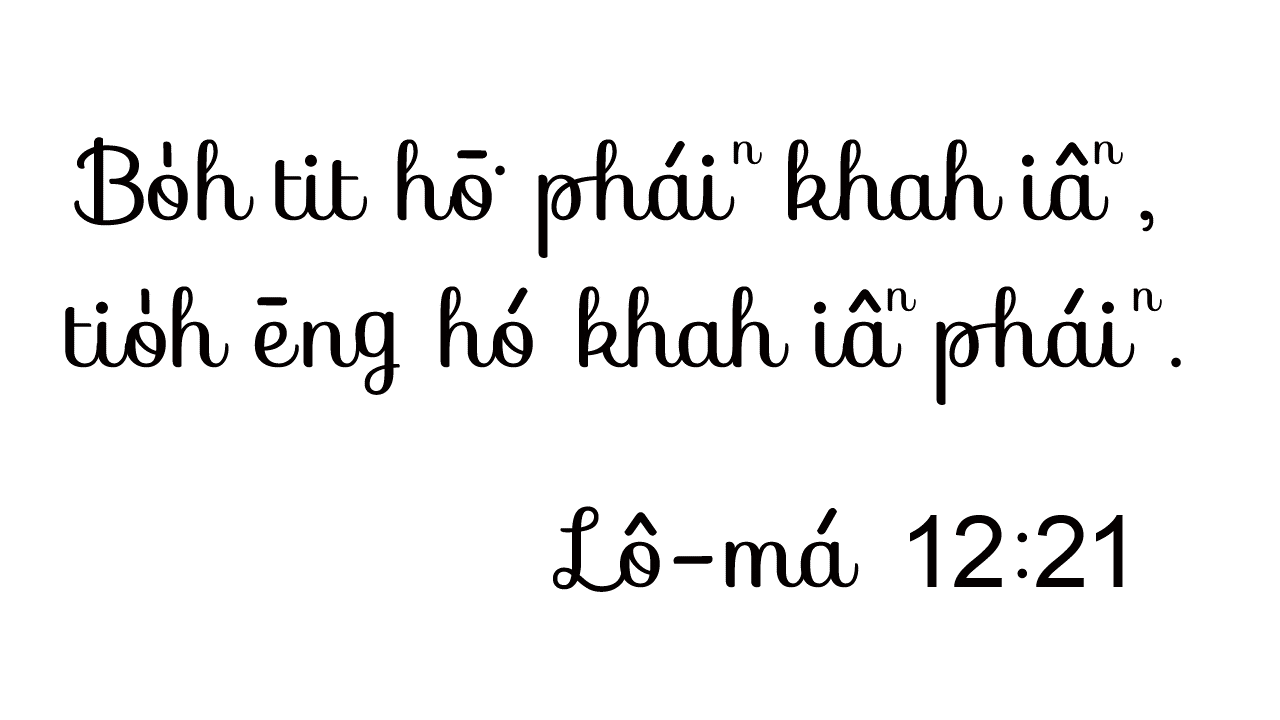 Bo̍h tit hō͘ pháiⁿ khah iâⁿ,
tio̍h ēng hó khah iâⁿ pháiⁿ.
Lô-má 12:21